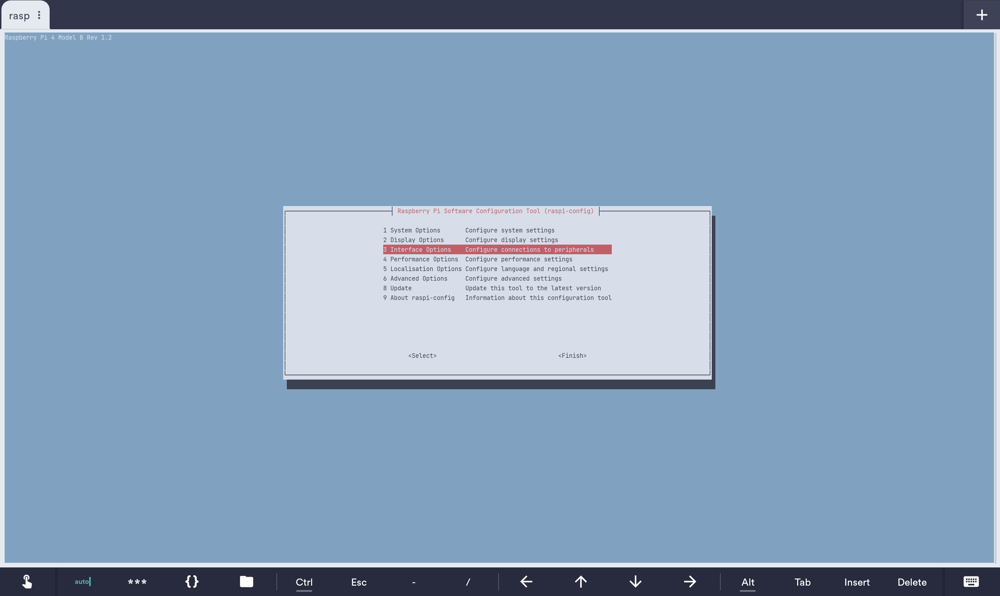 rasp
Raspberry Pi 4 Model B Rev 1.2
Raspberry Pi Software Configuration Tool (raspi-config)
1 System Options Configure system settings
2 Display Options Configure display settings
3 Interface Options Configure connections to peripherals
4 Performance Options Configure performance settings
5 Localisation Options Configure language and regional settings
6 Advanced Options Configure advanced settings
8 Update Update this tool to the latest version
9 About raspi-config Information about this configuration tool
<Select> <Finish>
auto *** {} Ctrl Esc - / Alt Tab Insert Delete